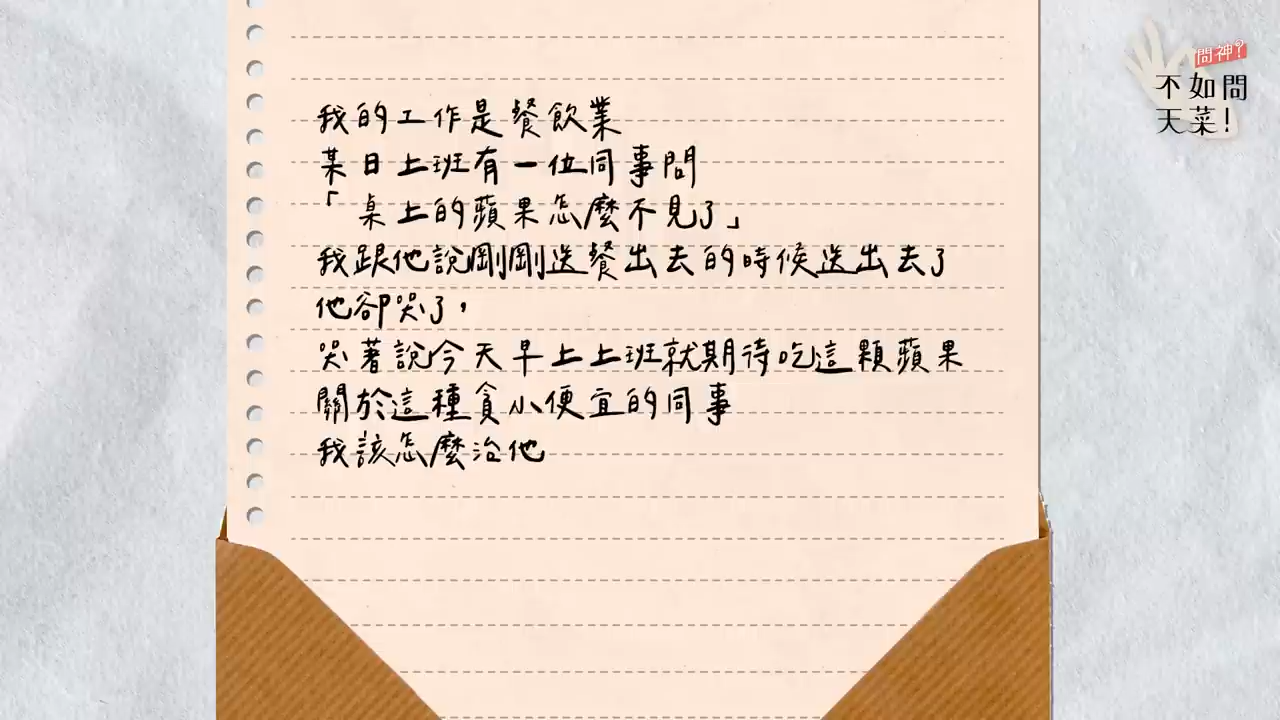 問神?
不如問
天菜!
我的工作是餐飲業
某日上班有一位同事問
「桌上的蘋果怎麼不見了」
我跟他說剛剛送餐出去的時候送出去了
他卻哭了，
哭著說今天早上上班就期待吃這顆蘋果
關於這種貪小便宜的同事
我該怎麼治他